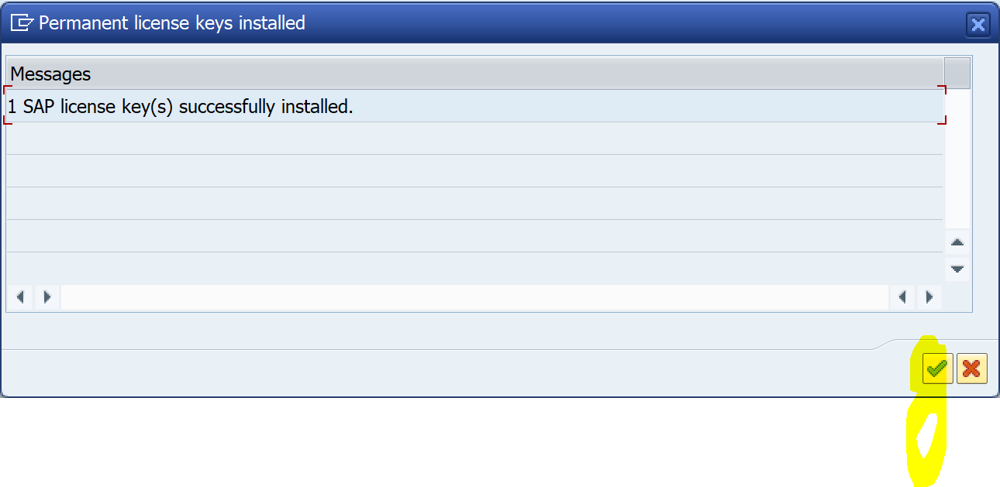 Permanent license keys installed
Messages
1 SAP license key(s) successfully installed.